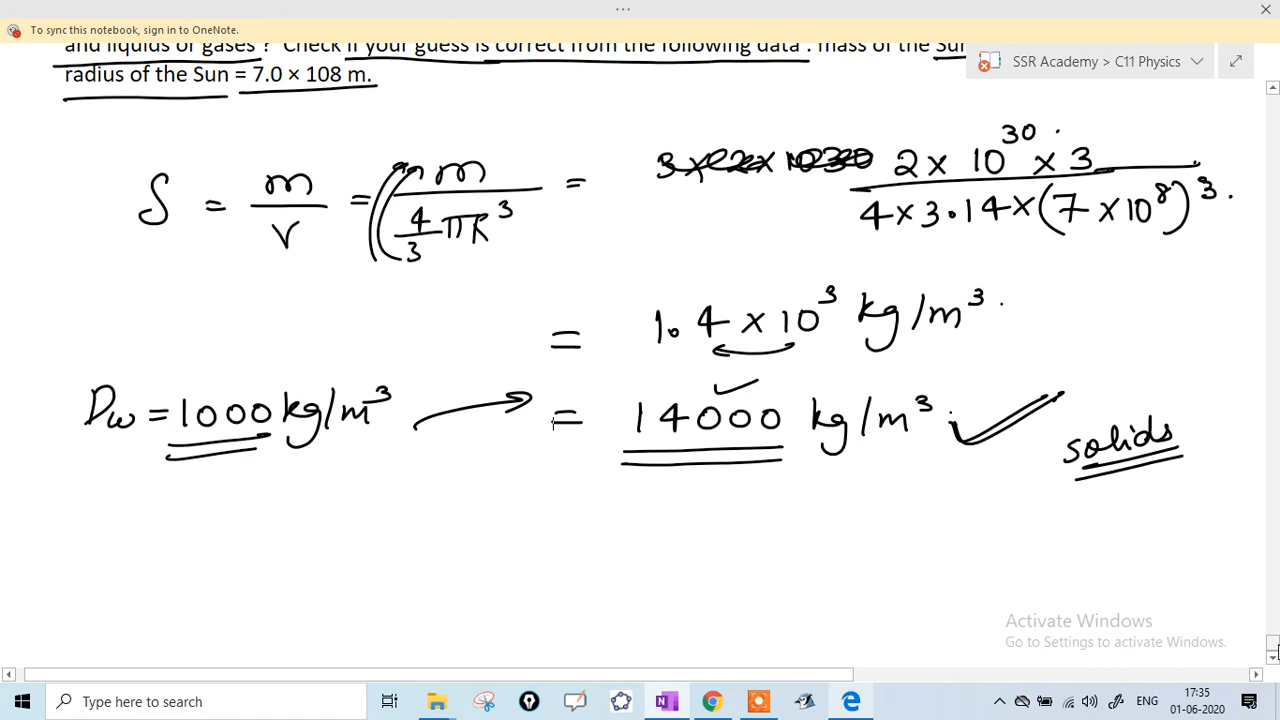 To sync this notebook, sign in to OneNote.
and liquids or gases ? Check if your guess is correct from the following data : mass of the Sun
radius of the Sun = 7.0 × 108 m.
SSR Academy > C11 Physics
S = m/v = m/(4/3 πR³) = 2 × 10³⁰ × 3 / 4 × 3.14 × (7 × 10⁸)³.
= 1.4 × 10³ kg/m³.
Dw = 1000 kg/m³ = 14000 kg/m³
solids
Activate Windows
Go to Settings to activate Windows.
Type here to search
ENG
17:35
01-06-2020